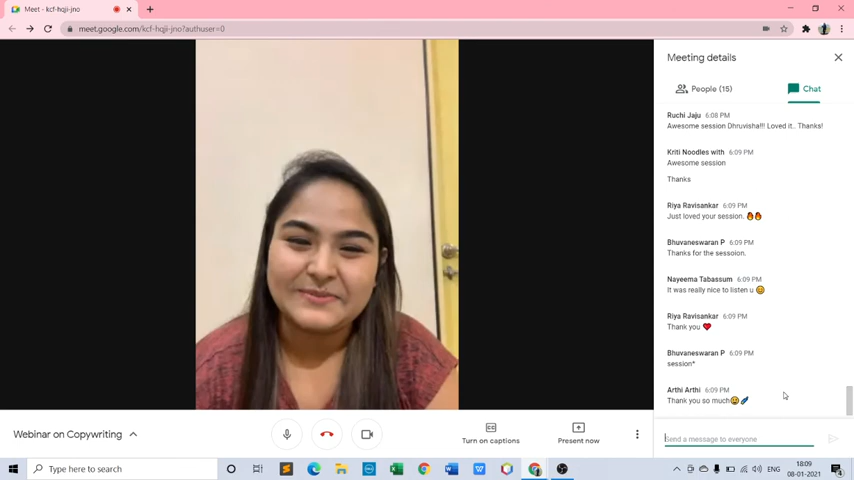 Meet - kcf-hqji-jno
meet.google.com/kcf-hqji-jno?authuser=0
Meeting details
People (15)
Chat
Ruchi Jaju 6:08 PM
Awesome session Dhruvisha!!! Loved it.. Thanks!
Kriti Noodles with 6:09 PM
Awesome session
Thanks
Riya Ravisankar 6:09 PM
Just loved your session. 🔥🔥
Bhuvaneswaran P 6:09 PM
Thanks for the sessoion.
Nayeema Tabassum 6:09 PM
It was really nice to listen u 😊
Riya Ravisankar 6:09 PM
Thank you ❤️
Bhuvaneswaran P 6:09 PM
session*
Arthi Arthi 6:09 PM
Thank you so much
Send a message to everyone
Webinar on Copywriting
Turn on captions
Present now
Type here to search
ENG
18:09
08-01-2021